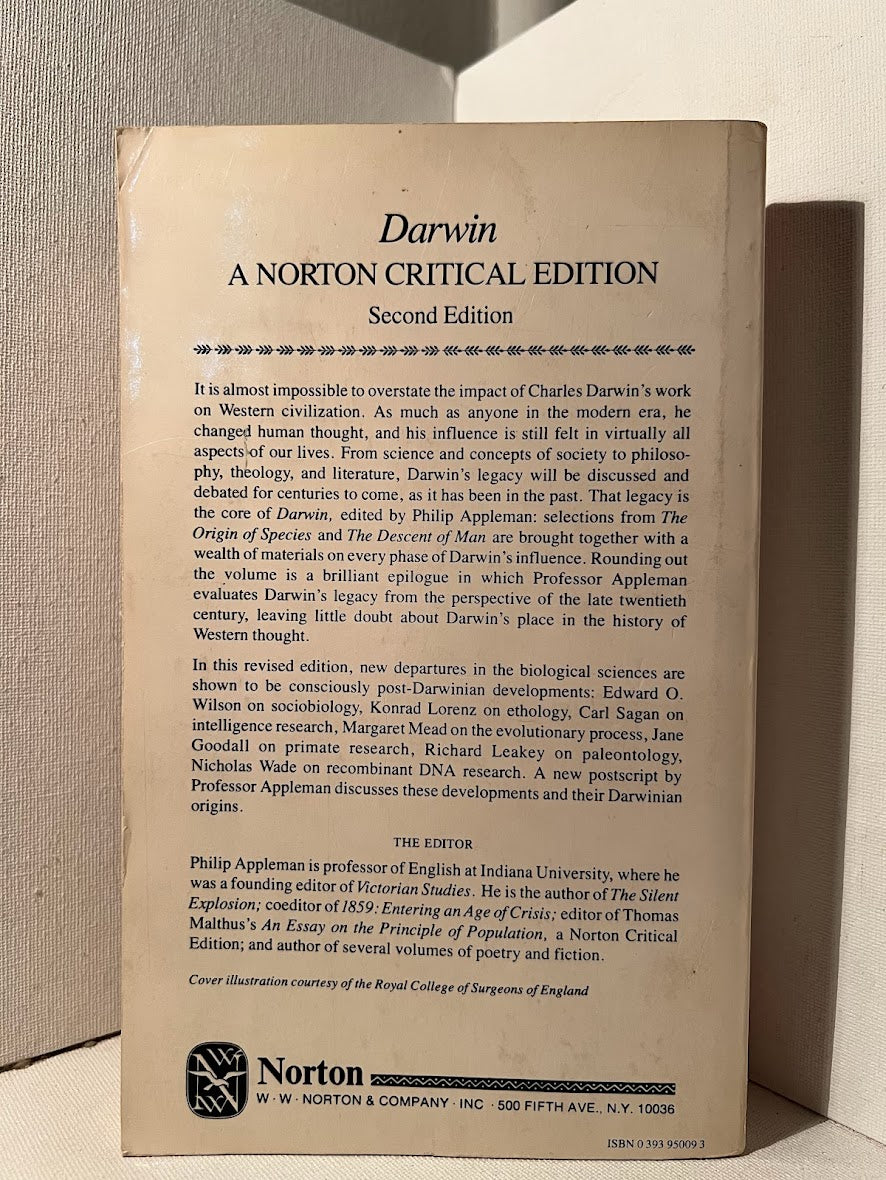 Darwin
A NORTON CRITICAL EDITION
Second Edition
It is almost impossible to overstate the impact of Charles Darwin's work
on Western civilization. As much as anyone in the modern era, he
changed human thought, and his influence is still felt in virtually all
aspects of our lives. From science and concepts of society to philoso-
phy, theology, and literature, Darwin's legacy will be discussed and
debated for centuries to come, as it has been in the past. That legacy is
the core of Darwin, edited by Philip Appleman: selections from The
Origin of Species and The Descent of Man are brought together with a
wealth of materials on every phase of Darwin's influence. Rounding out
the volume is a brilliant epilogue in which Professor Appleman
evaluates Darwin's legacy from the perspective of the late twentieth
century, leaving little doubt about Darwin's place in the history of
Western thought.
In this revised edition, new departures in the biological sciences are
shown to be consciously post-Darwinian developments: Edward O.
Wilson on sociobiology, Konrad Lorenz on ethology, Carl Sagan on
intelligence research, Margaret Mead on the evolutionary process, Jane
Goodall on primate research, Richard Leakey on paleontology,
Nicholas Wade on recombinant DNA research. A new postscript by
Professor Appleman discusses these developments and their Darwinian
origins.
THE EDITOR
Philip Appleman is professor of English at Indiana University, where he
was a founding editor of Victorian Studies. He is the author of The Silent
Explosion; coeditor of 1859: Entering an Age of Crisis; editor of Thomas
Malthus's An Essay on the Principle of Population, a Norton Critical
Edition; and author of several volumes of poetry and fiction.
Cover illustration courtesy of the Royal College of Surgeons of England
Norton
W · W · NORTON & COMPANY · INC · 500 FIFTH AVE., N.Y. 10036
ISBN 0 393 95009 3